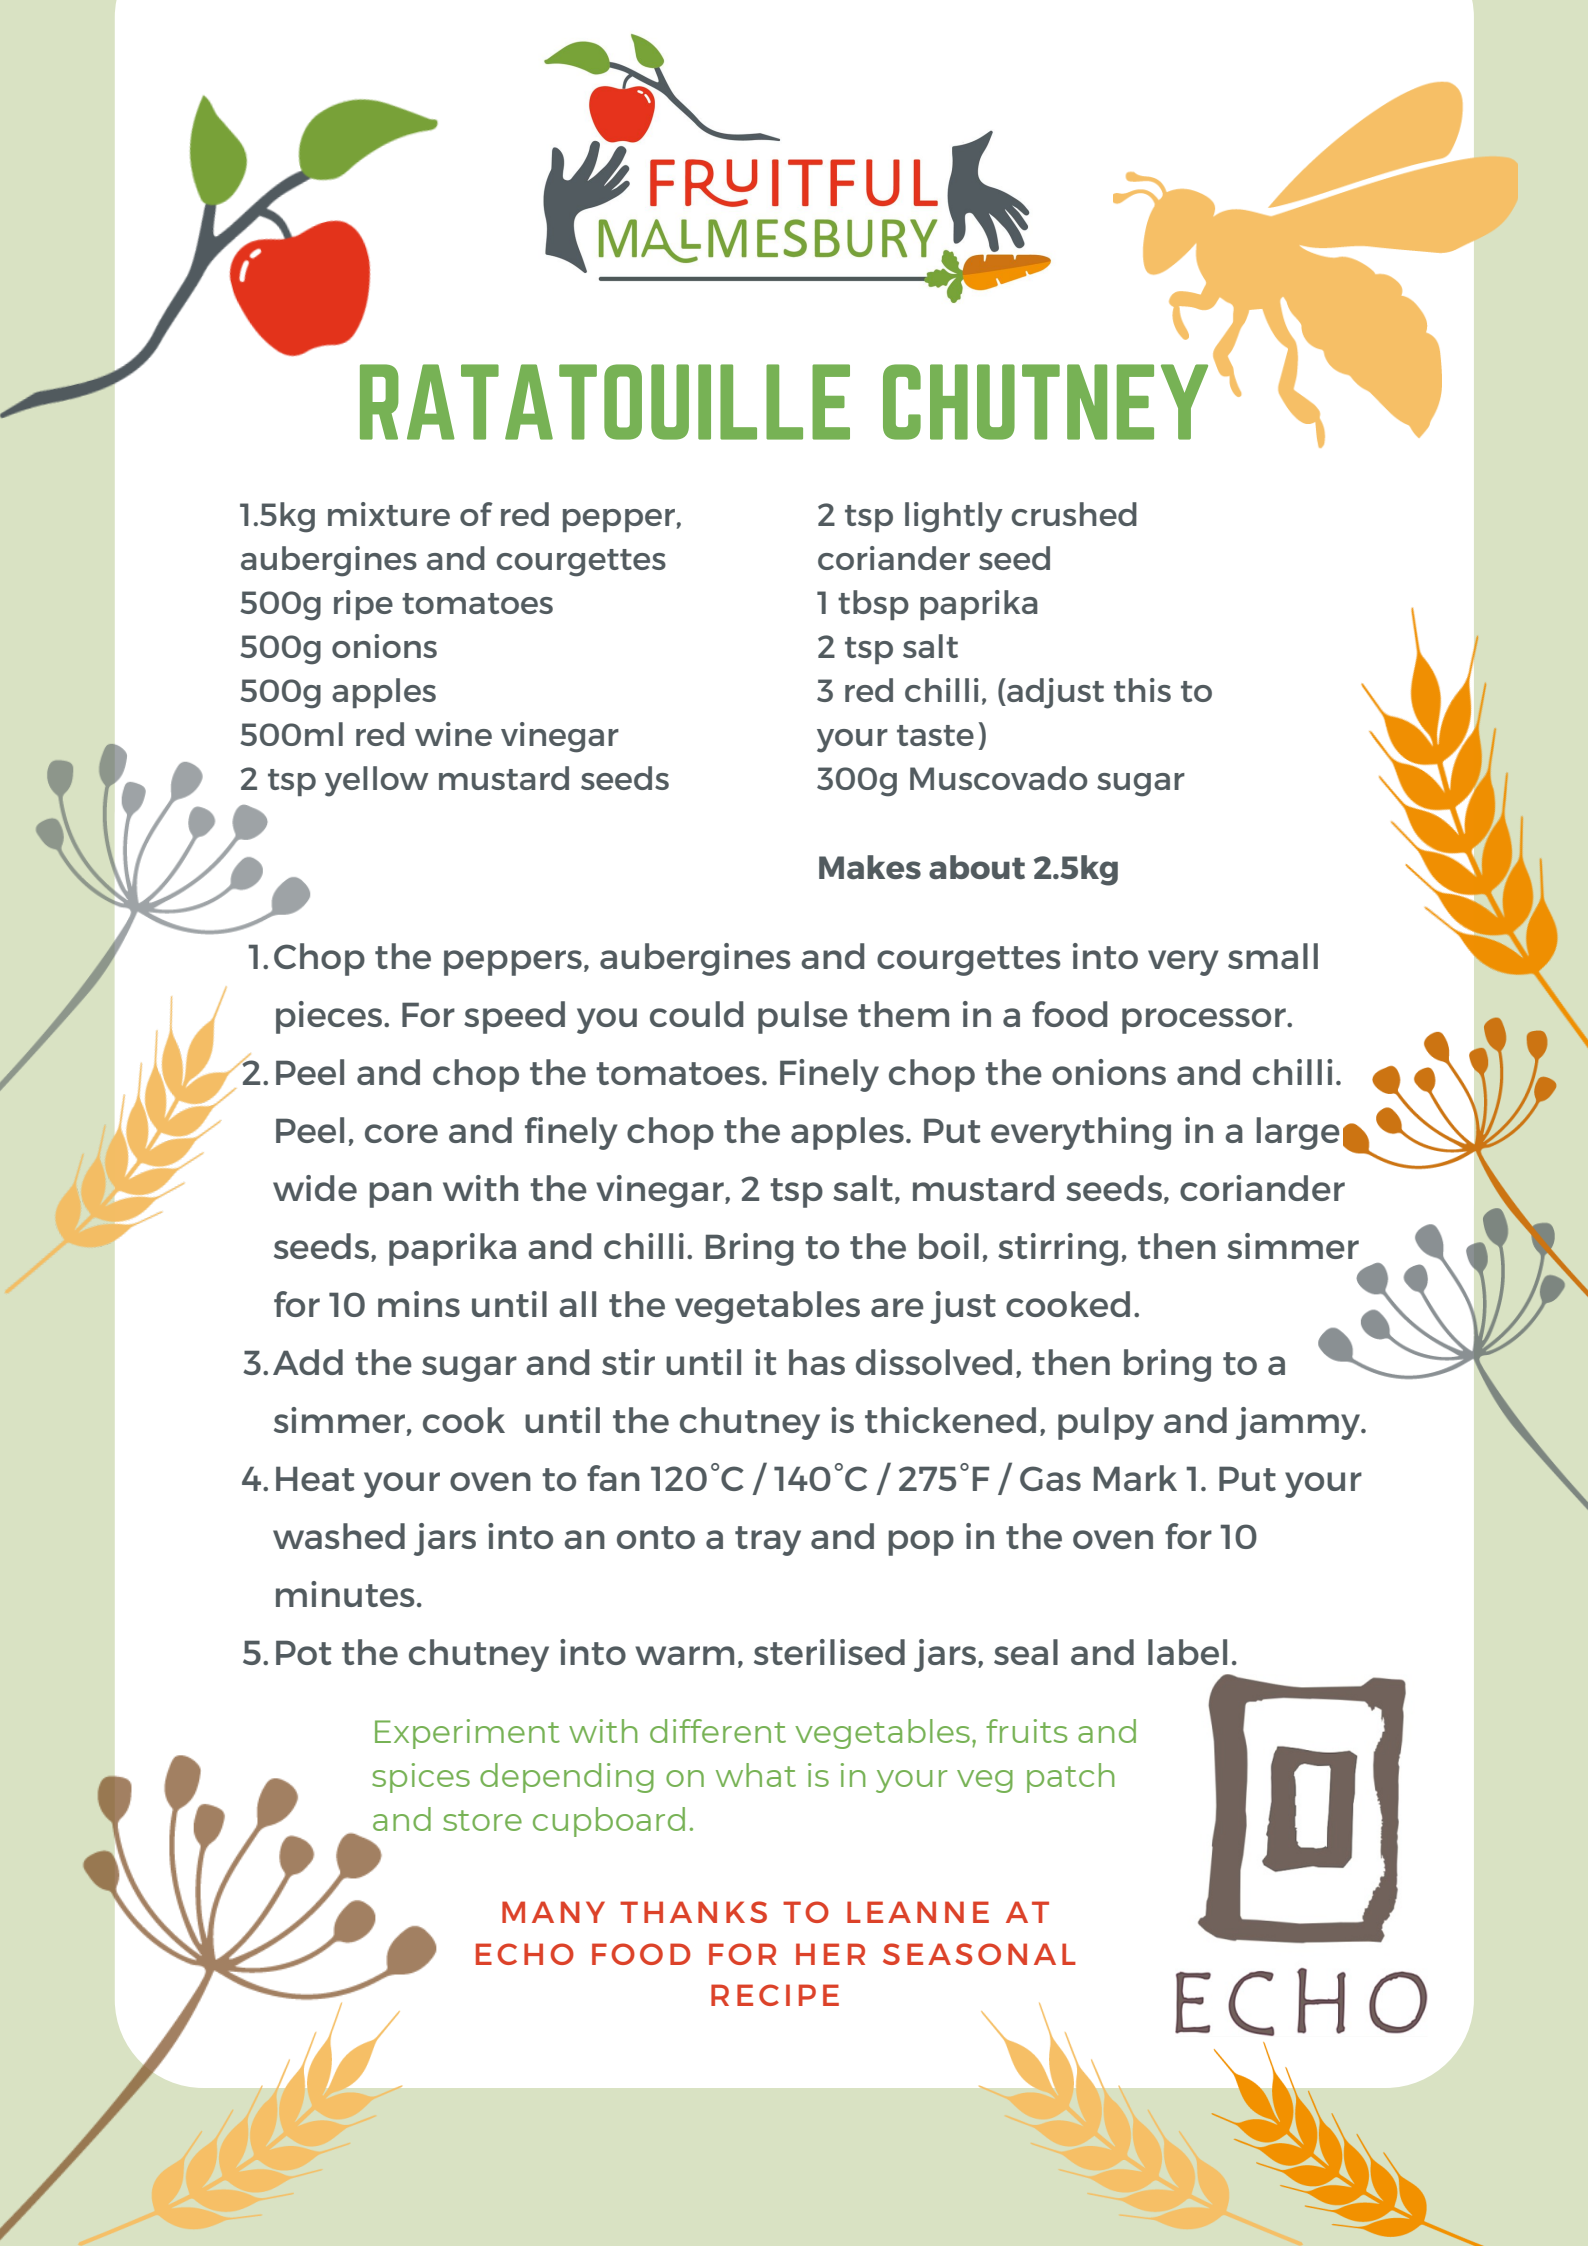 FRUITFUL
MALMESBURY
RATATOUILLE CHUTNEY
1.5kg mixture of red pepper,
aubergines and courgettes
500g ripe tomatoes
500g onions
500g apples
500ml red wine vinegar
2 tsp yellow mustard seeds
2 tsp lightly crushed
coriander seed
1 tbsp paprika
2 tsp salt
3 red chilli, (adjust this to
your taste)
300g Muscovado sugar
Makes about 2.5kg
1. Chop the peppers, aubergines and courgettes into very small
pieces. For speed you could pulse them in a food processor.
2. Peel and chop the tomatoes. Finely chop the onions and chilli.
Peel, core and finely chop the apples. Put everything in a large
wide pan with the vinegar, 2 tsp salt, mustard seeds, coriander
seeds, paprika and chilli. Bring to the boil, stirring, then simmer
for 10 mins until all the vegetables are just cooked.
3. Add the sugar and stir until it has dissolved, then bring to a
simmer, cook  until the chutney is thickened, pulpy and jammy.
4. Heat your oven to fan 120°C / 140°C / 275°F / Gas Mark 1. Put your
washed jars into an onto a tray and pop in the oven for 10
minutes.
5. Pot the chutney into warm, sterilised jars, seal and label.
Experiment with different vegetables, fruits and
spices depending on what is in your veg patch
and store cupboard.
MANY THANKS TO LEANNE AT
ECHO FOOD FOR HER SEASONAL
RECIPE
ECHO